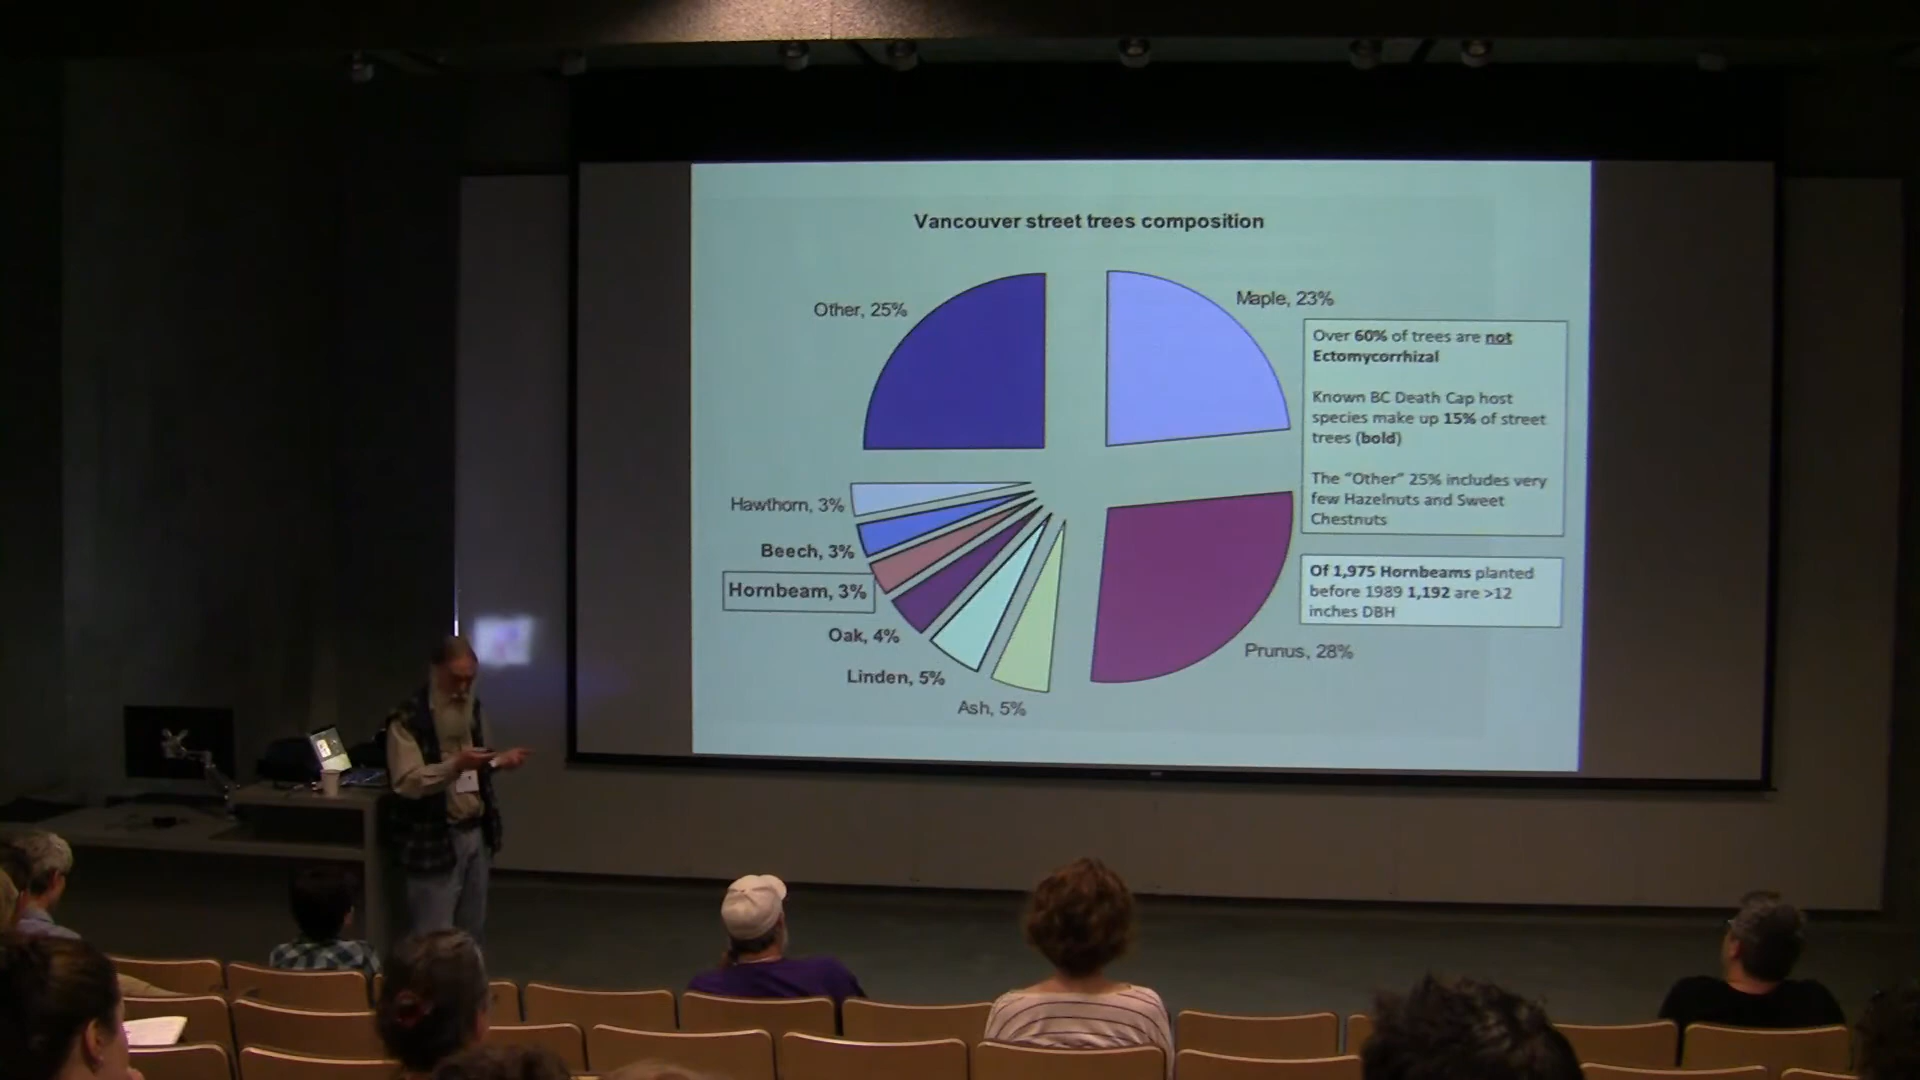 Vancouver street trees composition
Other, 25%
Maple, 23%
Over 60% of trees are not
Ectomycorrhizal
Known BC Death Cap host
species make up 15% of street
trees (bold)
The "Other" 25% includes very
few Hazelnuts and Sweet
Chestnuts
Hawthorn, 3%
Beech, 3%
Hornbeam, 3%
Of 1,975 Hornbeams planted
before 1989 1,192 are >12
inches DBH
Oak, 4%
Prunus, 28%
Linden, 5%
Ash, 5%